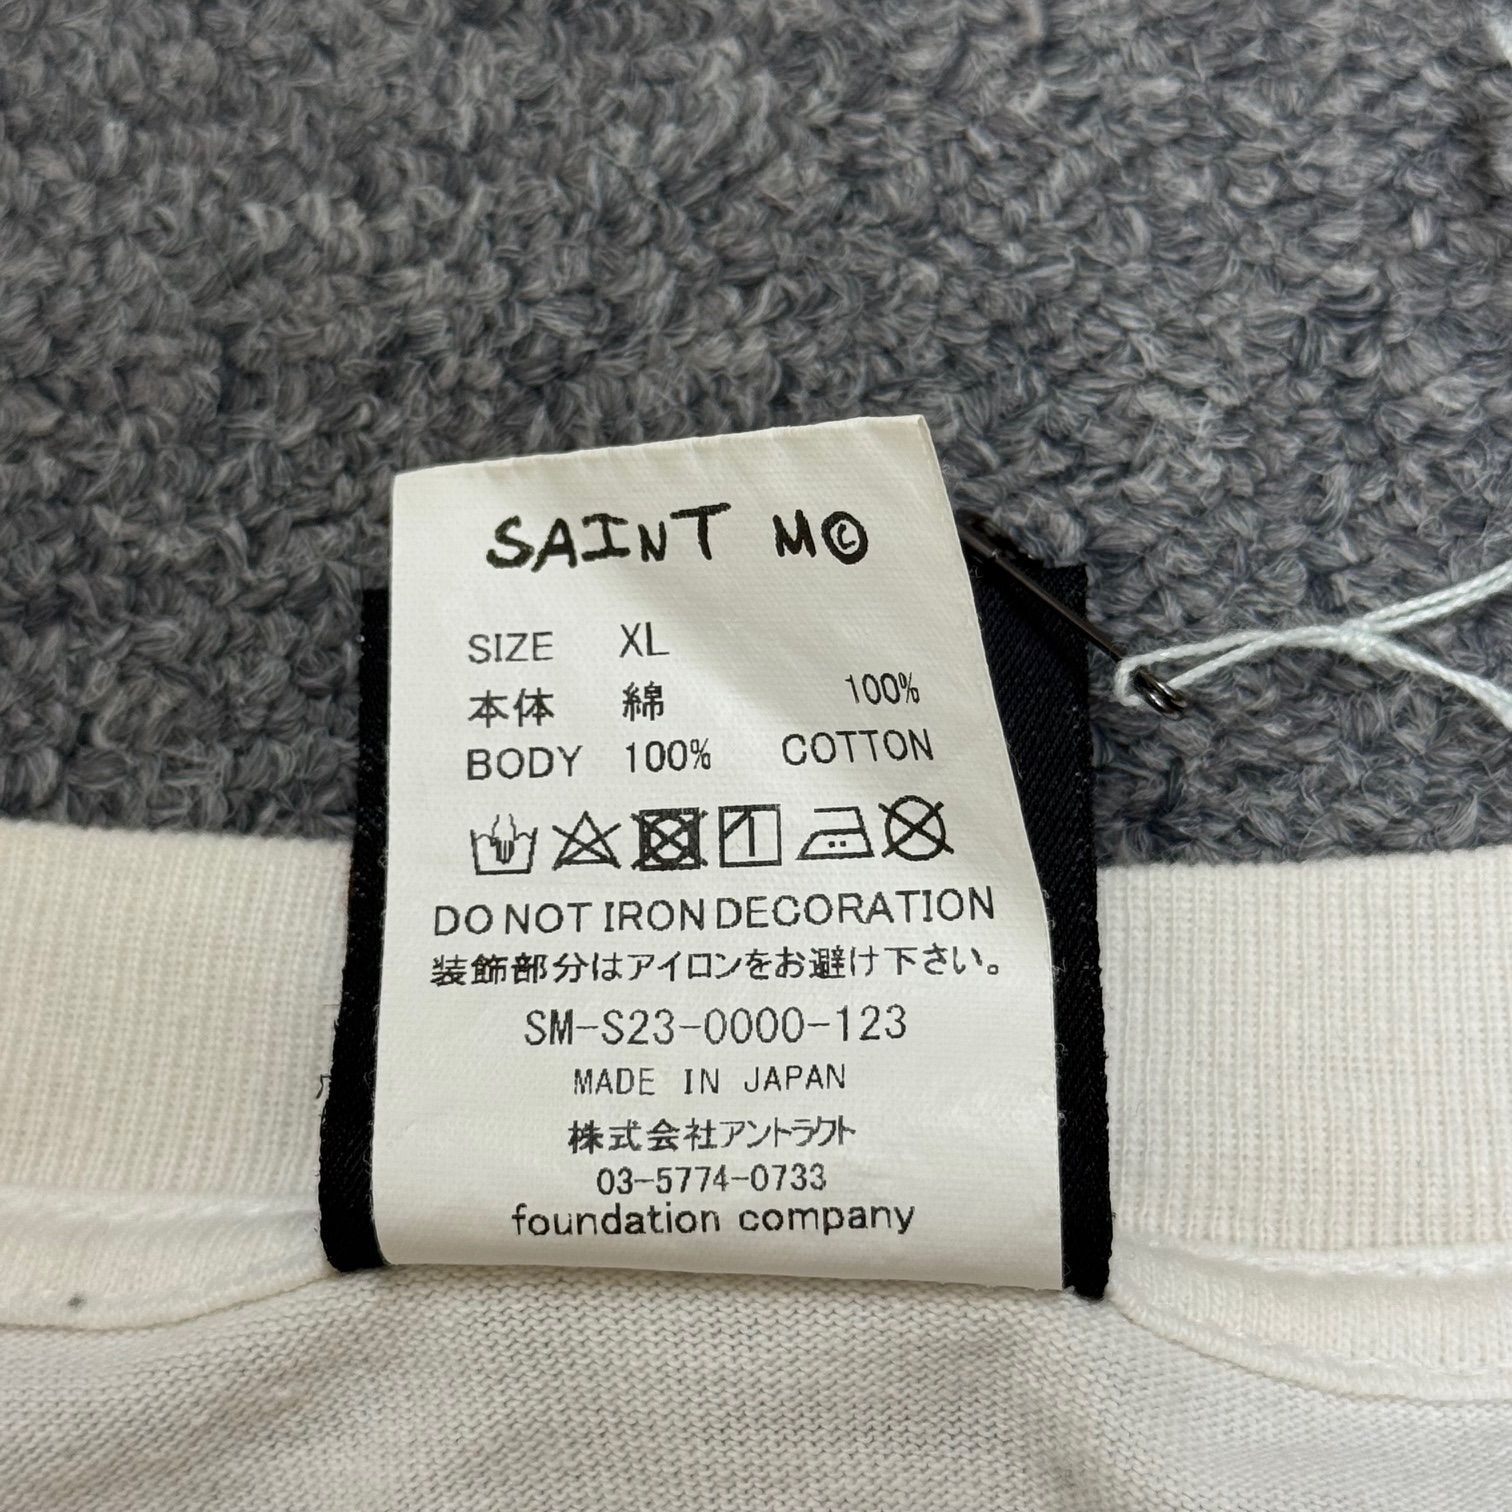 SAINT M©
SIZE XL
本体 綿 100%
BODY 100% COTTON
DO NOT IRON DECORATION
装飾部分はアイロンをお避け下さい。
SM-S23-0000-123
MADE IN JAPAN
株式会社アントラクト
03-5774-0733
foundation company